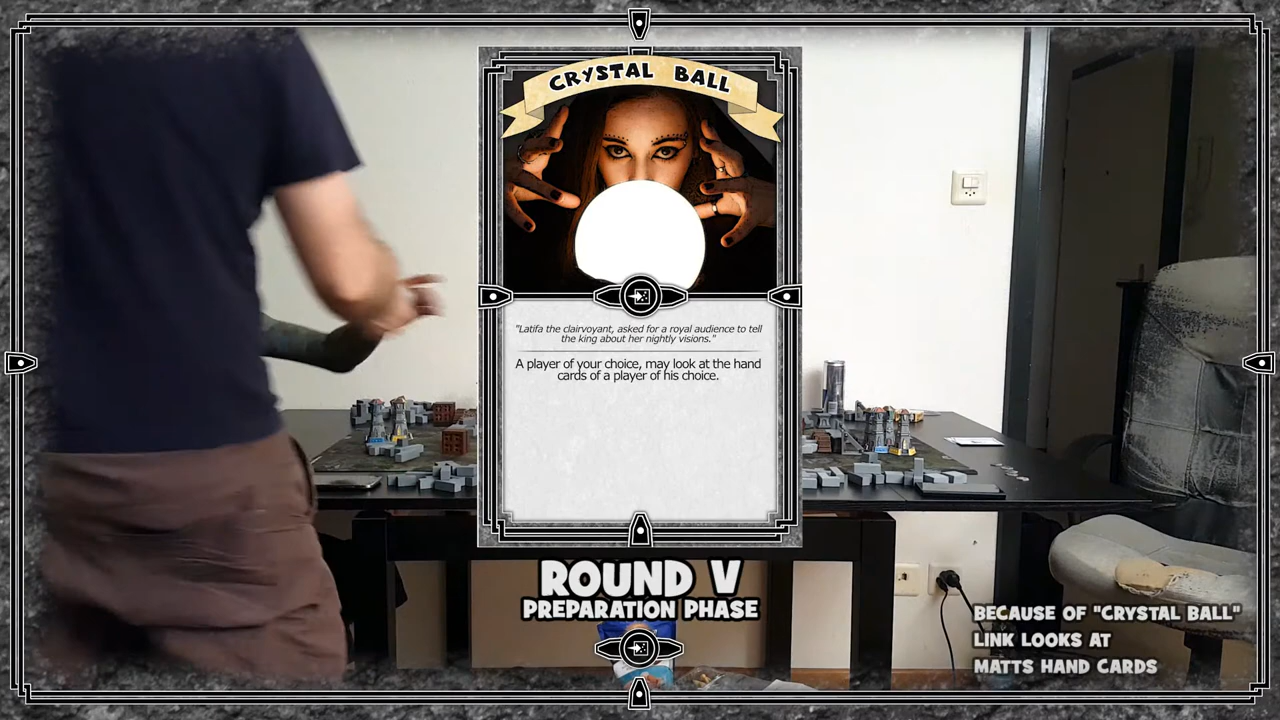 CRYSTAL BALL
"Latifa the clairvoyant, asked for a royal audience to tell
the king about her nightly visions."
A player of your choice, may look at the hand
cards of a player of his choice.
ROUND V
PREPARATION PHASE
BECAUSE OF "CRYSTAL BALL"
LINK LOOKS AT
MATTS HAND CARDS